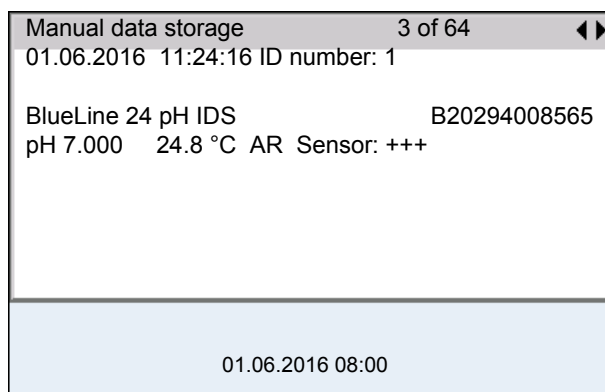 Manual data storage 3 of 64
01.06.2016 11:24:16 ID number: 1
BlueLine 24 pH IDS B20294008565
pH 7.000 24.8 °C AR Sensor: +++
01.06.2016 08:00